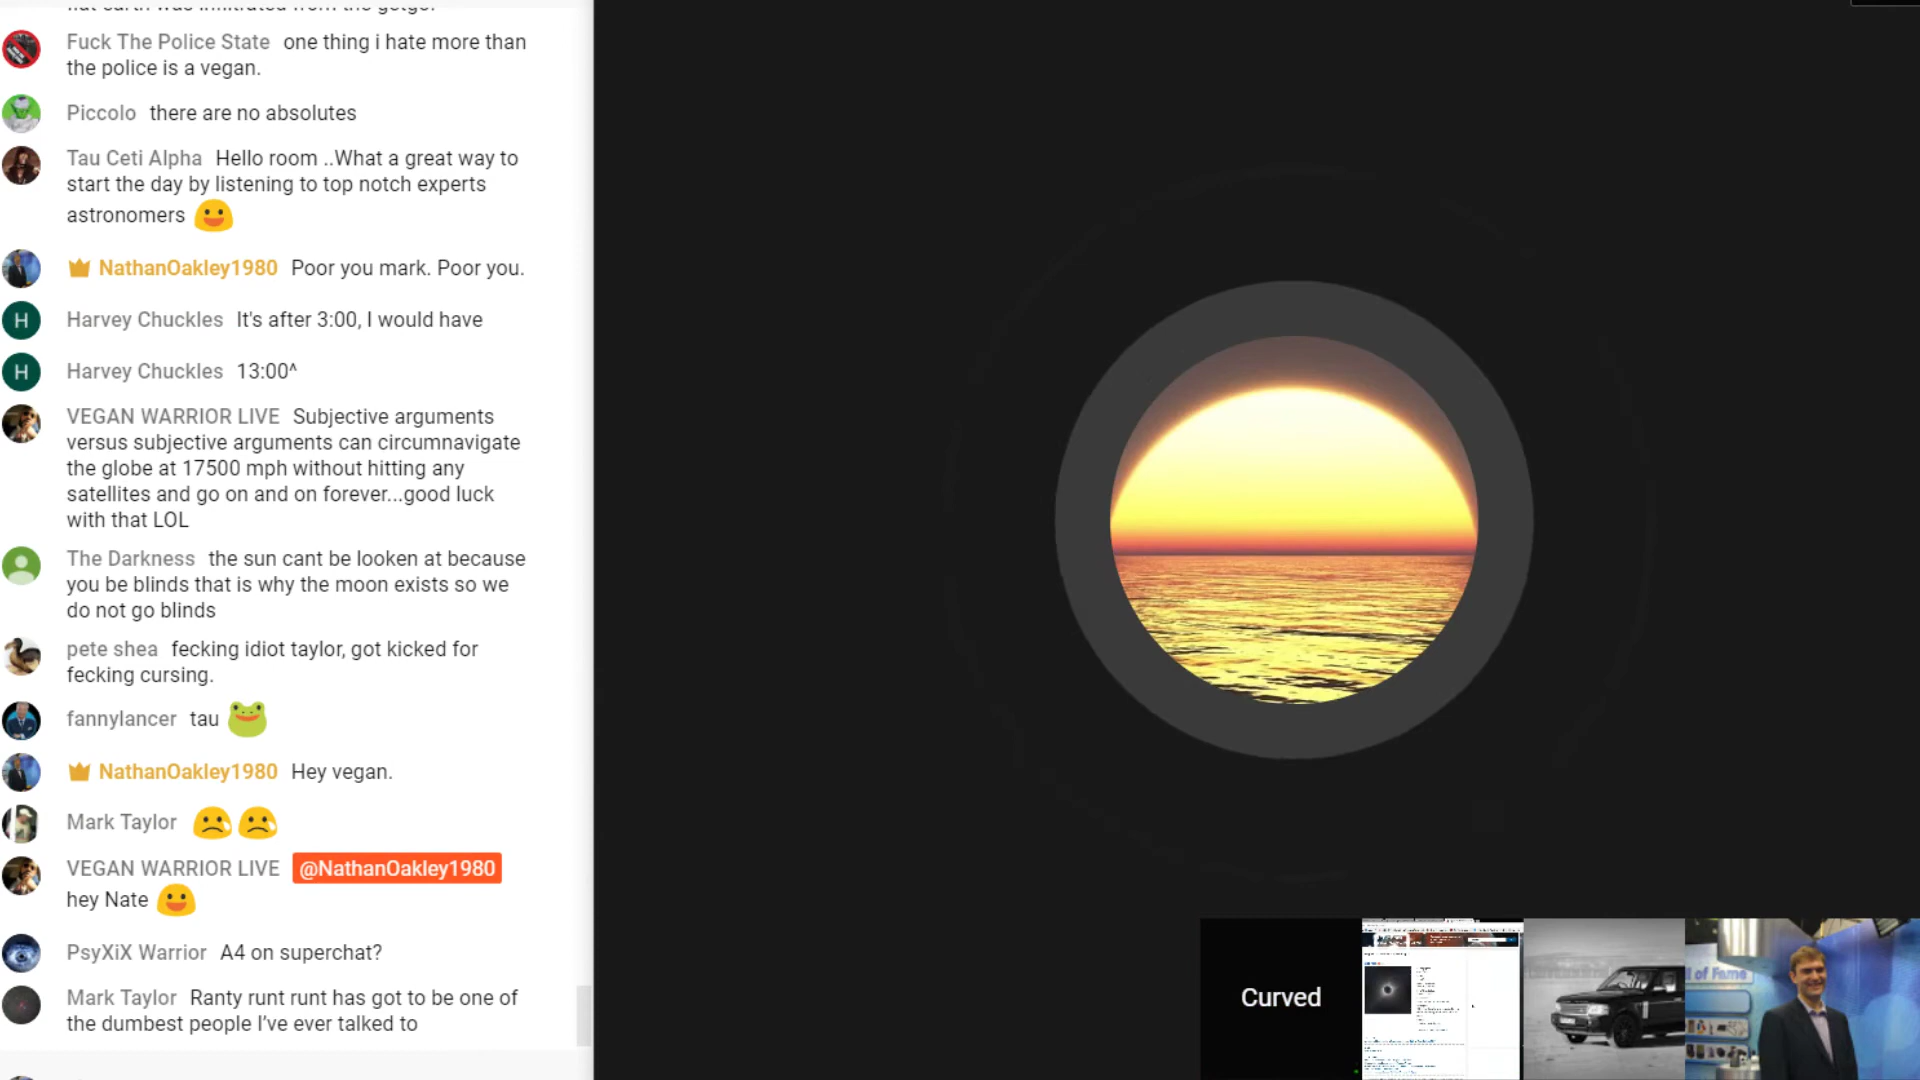 flat earth was infiltrated from the getgo.
Fuck The Police State one thing i hate more than
the police is a vegan.
Piccolo there are no absolutes
Tau Ceti Alpha Hello room ..What a great way to
start the day by listening to top notch experts
astronomers
NathanOakley1980 Poor you mark. Poor you.
H Harvey Chuckles It's after 3:00, I would have
H Harvey Chuckles 13:00^
VEGAN WARRIOR LIVE Subjective arguments
versus subjective arguments can circumnavigate
the globe at 17500 mph without hitting any
satellites and go on and on forever...good luck
with that LOL
The Darkness the sun cant be looken at because
you be blinds that is why the moon exists so we
do not go blinds
pete shea fecking idiot taylor, got kicked for
fecking cursing.
fannylancer tau
NathanOakley1980 Hey vegan.
Mark Taylor
VEGAN WARRIOR LIVE @NathanOakley1980
hey Nate
PsyXiX Warrior A4 on superchat?
Mark Taylor Ranty runt runt has got to be one of
the dumbest people I've ever talked to
Curved
l of Fame